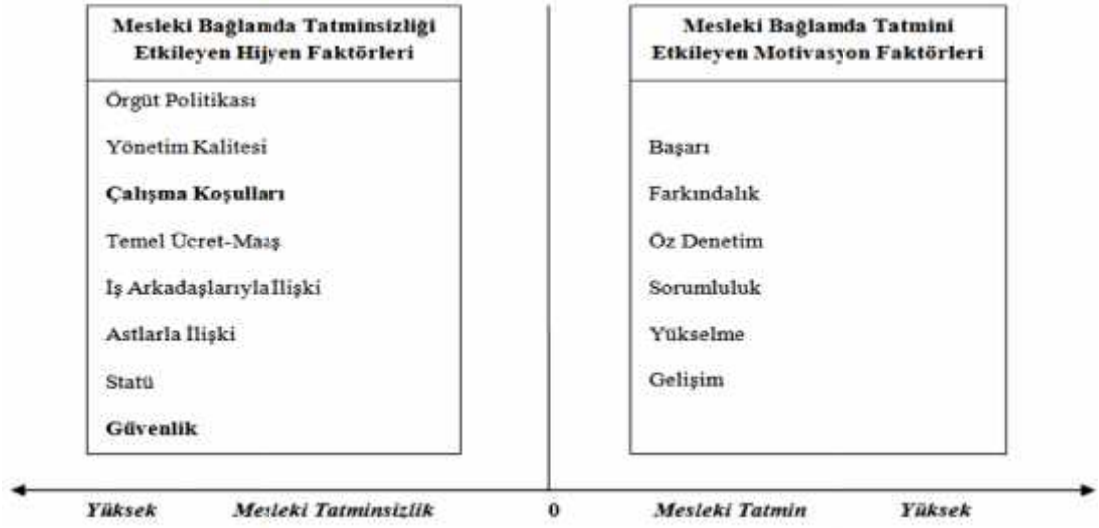 Mesleki Bağlamda Tatminsizliği
Etkileyen Hijyen Faktörleri
Örgüt Politikası
Yönetim Kalitesi
Çalışma Koşulları
Temel Ücret-Maaş
İş Arkadaşlarıyla İlişki
Astlarla İlişki
Statü
Güvenlik
Mesleki Bağlamda Tatmini
Etkileyen Motivasyon Faktörleri
Başarı
Farkındalık
Öz Denetim
Sorumluluk
Yükselme
Gelişim
Yüksek Mesleki Tatminsizlik 0 Mesleki Tatmin Yüksek